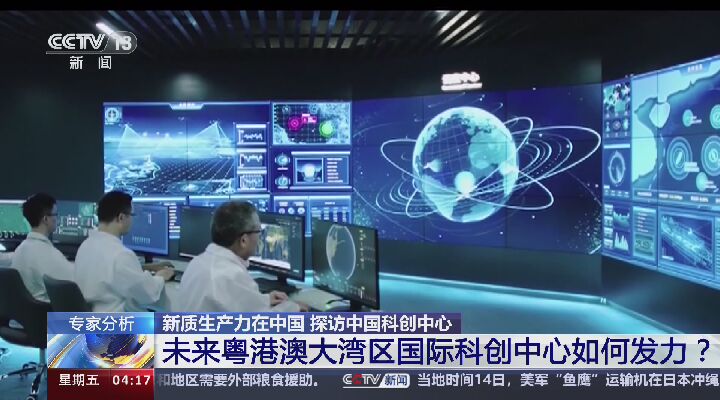 CCTV 13
新闻
专家分析
新质生产力在中国 探访中国科创中心
未来粤港澳大湾区国际科创中心如何发力？
星期五 04:17
和地区需要外部粮食援助。 CCTV 新闻 当地时间14日，美军“鱼鹰”运输机在日本冲绳